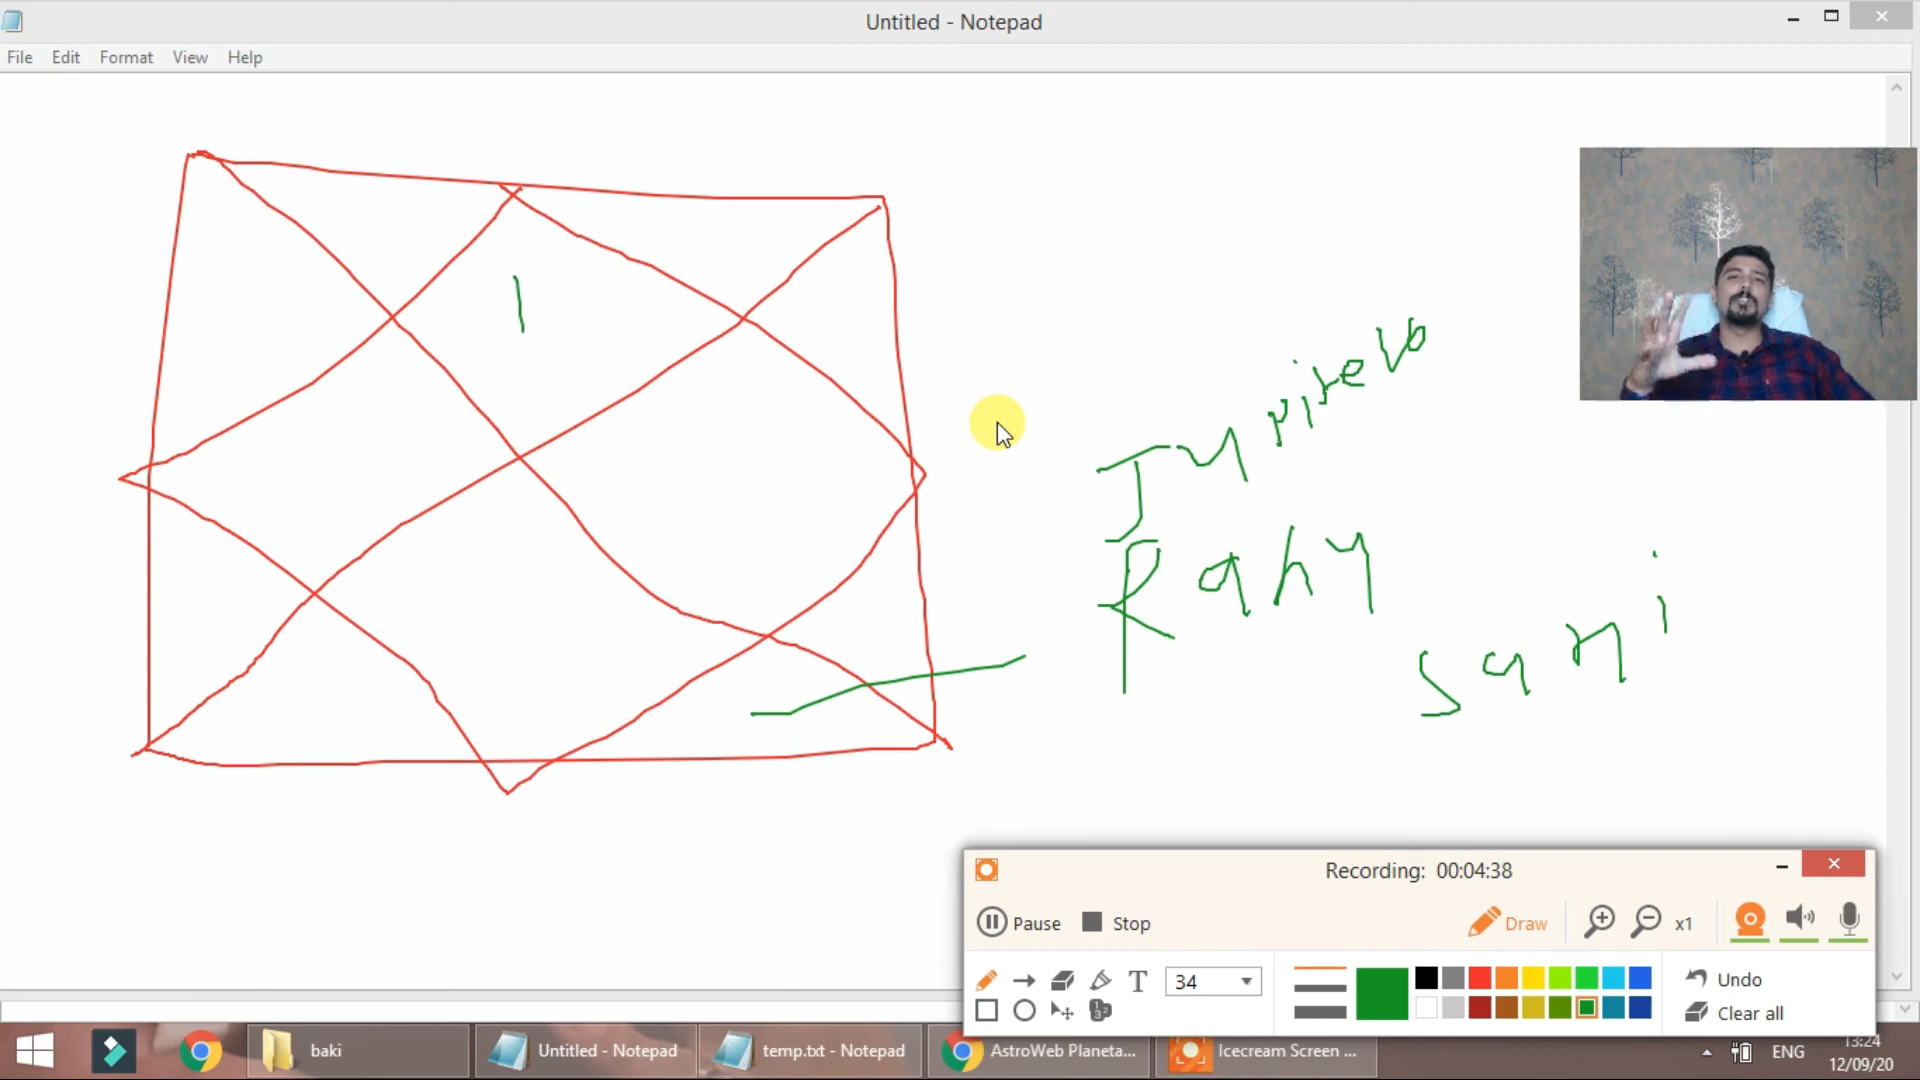 Untitled - Notepad
File Edit Format View Help
1
Rahu
Sani
Recording: 00:04:38
Pause Stop Draw x1
34
Undo
Clear all
baki Untitled - Notepad temp.txt - Notepad AstroWeb Planeta... Icecream Screen ... ENG
13:24
12/09/20